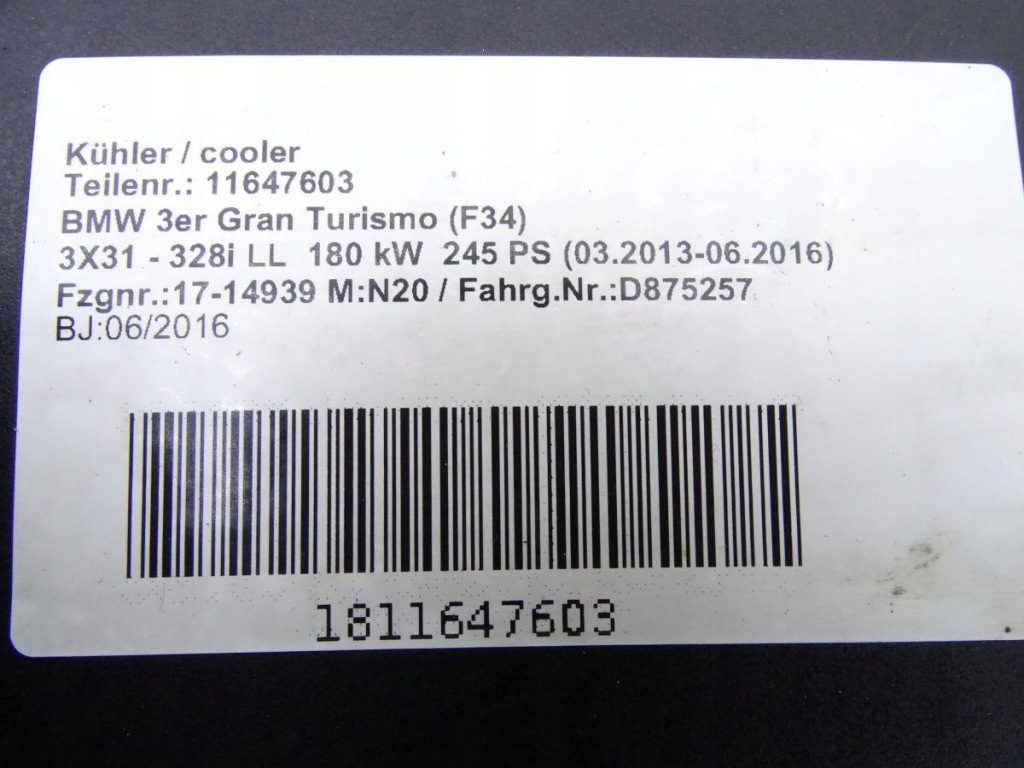 Kühler / cooler
Teilenr.: 11647603
BMW 3er Gran Turismo (F34)
3X31 - 328i LL 180 kW 245 PS (03.2013-06.2016)
Fzgnr.:17-14939 M:N20 / Fahrg.Nr.:D875257
BJ:06/2016
1811647603